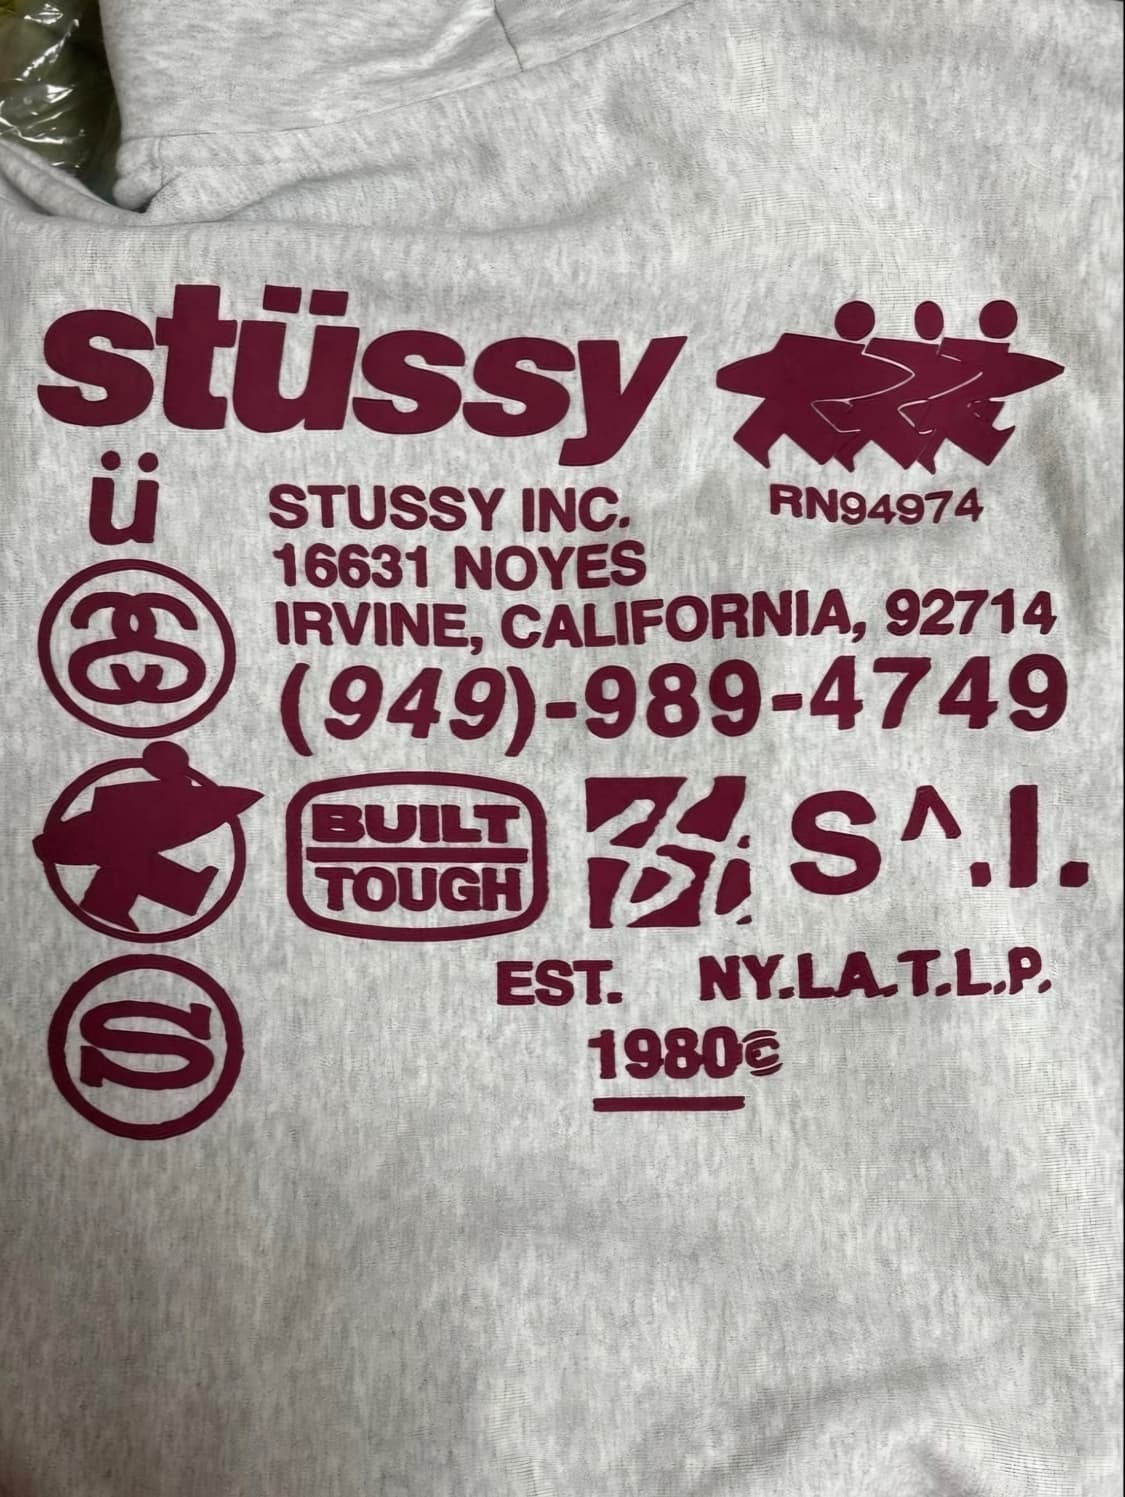 stüssy
RN94974
ü
STUSSY INC.
16631 NOYES
IRVINE, CALIFORNIA, 92714
(949)-989-4749
BUILT
TOUGH
S^.I.
S
EST. NY.LA.T.L.P.
1980©